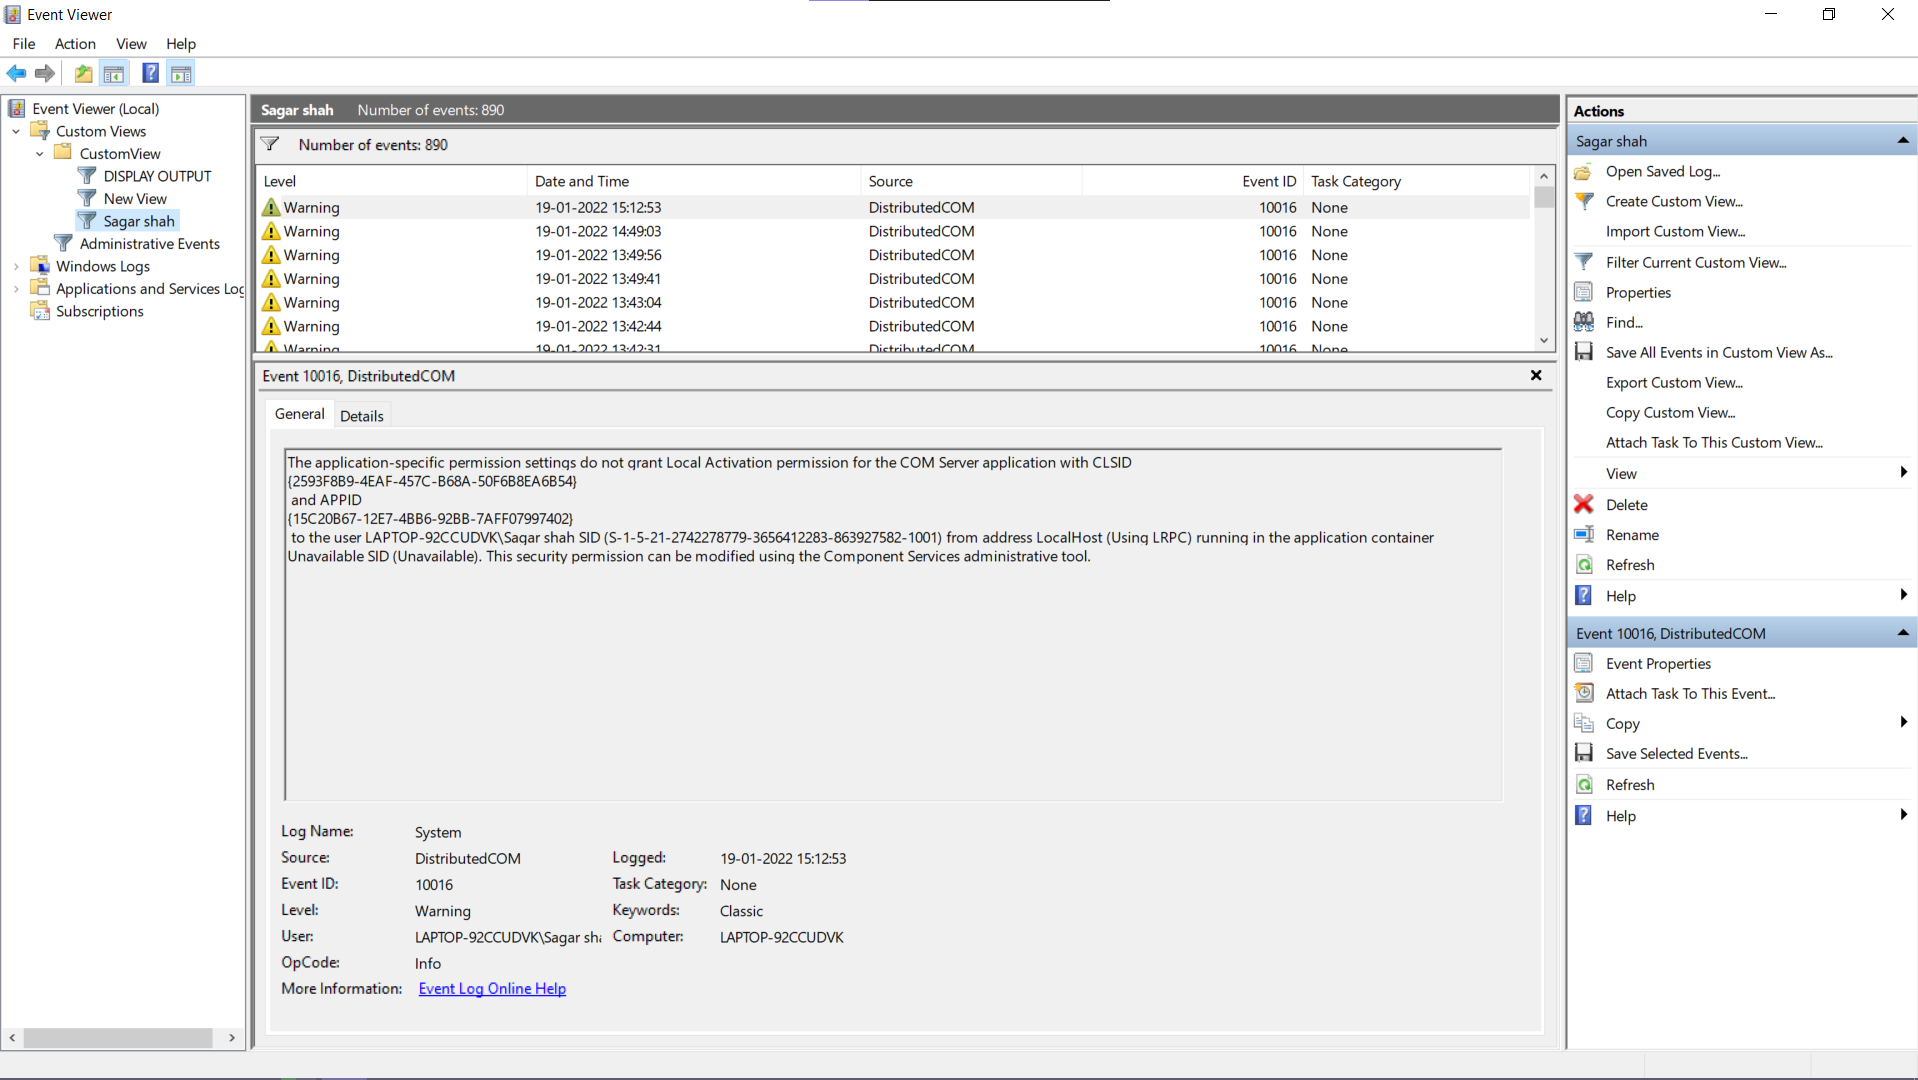 Event Viewer
File Action View Help
Event Viewer (Local)
Custom Views
CustomView
DISPLAY OUTPUT
New View
Sagar shah
Administrative Events
Windows Logs
Applications and Services Log
Subscriptions
Sagar shah Number of events: 890
Number of events: 890
Level Date and Time Source Event ID Task Category
Warning 19-01-2022 15:12:53 DistributedCOM 10016 None
Warning 19-01-2022 14:49:03 DistributedCOM 10016 None
Warning 19-01-2022 13:49:56 DistributedCOM 10016 None
Warning 19-01-2022 13:49:41 DistributedCOM 10016 None
Warning 19-01-2022 13:43:04 DistributedCOM 10016 None
Warning 19-01-2022 13:42:44 DistributedCOM 10016 None
Warning 19-01-2022 13:42:31 DistributedCOM 10016 None
Event 10016, DistributedCOM
General Details
The application-specific permission settings do not grant Local Activation permission for the COM Server application with CLSID
{2593F8B9-4EAF-457C-B68A-50F6B8EA6B54}
and APPID
{15C20B67-12E7-4BB6-92BB-7AFF07997402}
to the user LAPTOP-92CCUDVK\Sagar shah SID (S-1-5-21-2742278779-3656412283-863927582-1001) from address LocalHost (Using LRPC) running in the application container
Unavailable SID (Unavailable). This security permission can be modified using the Component Services administrative tool.
Log Name: System
Source: DistributedCOM Logged: 19-01-2022 15:12:53
Event ID: 10016 Task Category: None
Level: Warning Keywords: Classic
User: LAPTOP-92CCUDVK\Sagar sha Computer: LAPTOP-92CCUDVK
OpCode: Info
More Information: Event Log Online Help
Actions
Sagar shah
Open Saved Log...
Create Custom View...
Import Custom View...
Filter Current Custom View...
Properties
Find...
Save All Events in Custom View As...
Export Custom View...
Copy Custom View...
Attach Task To This Custom View...
View
Delete
Rename
Refresh
Help
Event 10016, DistributedCOM
Event Properties
Attach Task To This Event...
Copy
Save Selected Events...
Refresh
Help